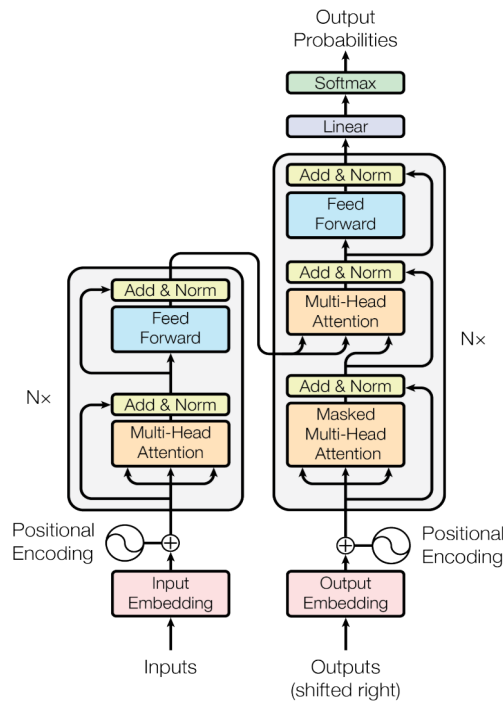 Output
Probabilities
Softmax
Linear
Add & Norm
Feed
Forward
Add & Norm
Multi-Head
Attention
Add & Norm
Masked
Multi-Head
Attention
N×
Positional
Encoding
Output
Embedding
Outputs
(shifted right)
Add & Norm
Feed
Forward
Add & Norm
Multi-Head
Attention
N×
Positional
Encoding
Input
Embedding
Inputs